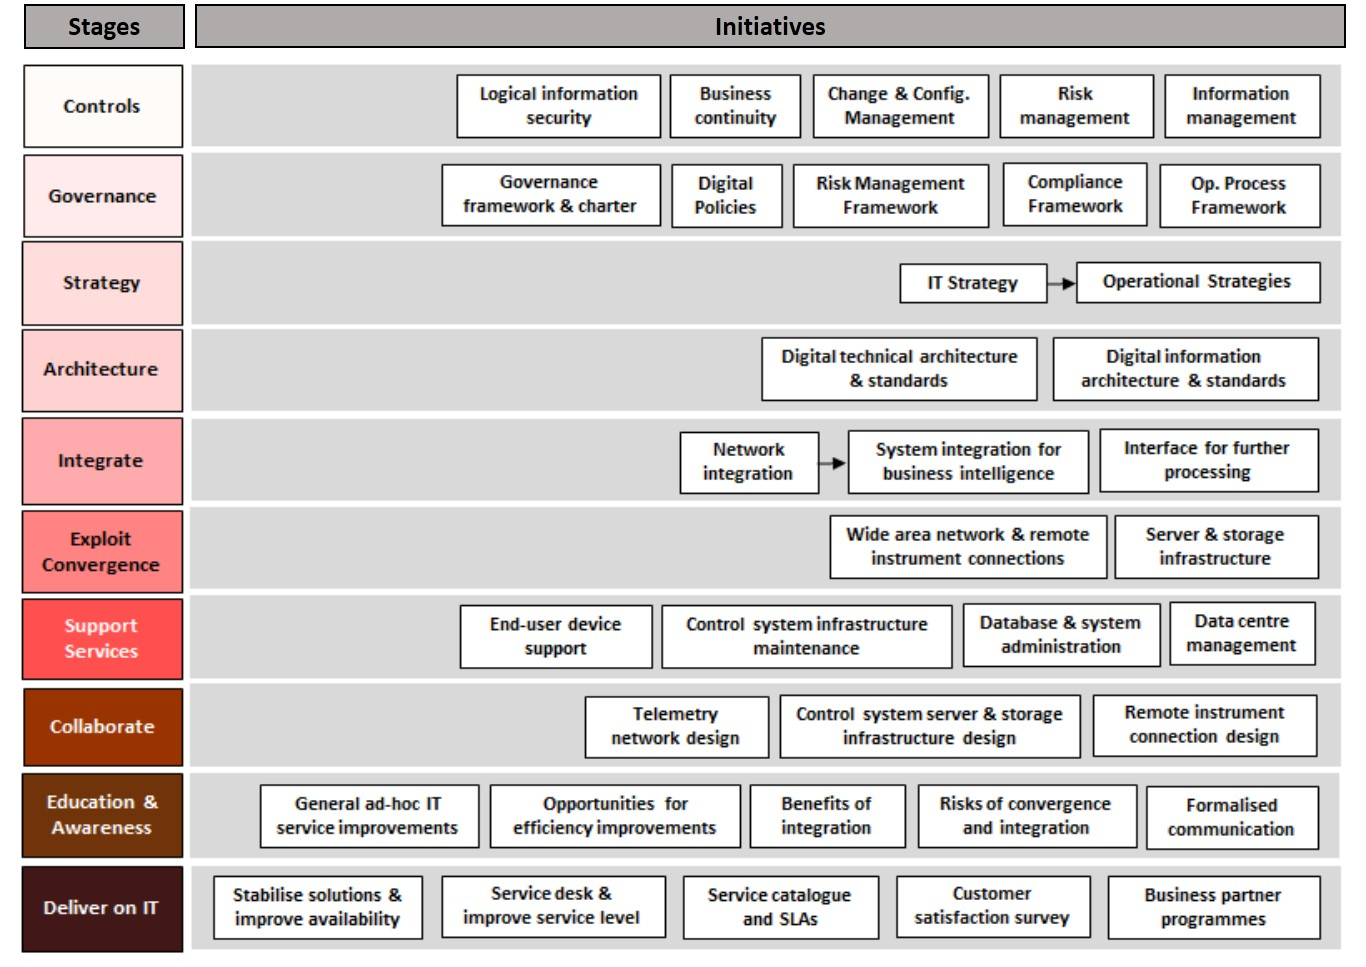 Stages
Initiatives
Controls
Logical information
security
Business
continuity
Change & Config.
Management
Risk
management
Information
management
Governance
Governance
framework & charter
Digital
Policies
Risk Management
Framework
Compliance
Framework
Op. Process
Framework
Strategy
IT Strategy
Operational Strategies
Architecture
Digital technical architecture
& standards
Digital information
architecture & standards
Integrate
Network
integration
System integration for
business intelligence
Interface for further
processing
Exploit
Convergence
Wide area network & remote
instrument connections
Server & storage
infrastructure
Support
Services
End-user device
support
Control system infrastructure
maintenance
Database & system
administration
Data centre
management
Collaborate
Telemetry
network design
Control system server & storage
infrastructure design
Remote instrument
connection design
Education &
Awareness
General ad-hoc IT
service improvements
Opportunities for
efficiency improvements
Benefits of
integration
Risks of convergence
and integration
Formalised
communication
Deliver on IT
Stabilise solutions &
improve availability
Service desk &
improve service level
Service catalogue
and SLAs
Customer
satisfaction survey
Business partner
programmes